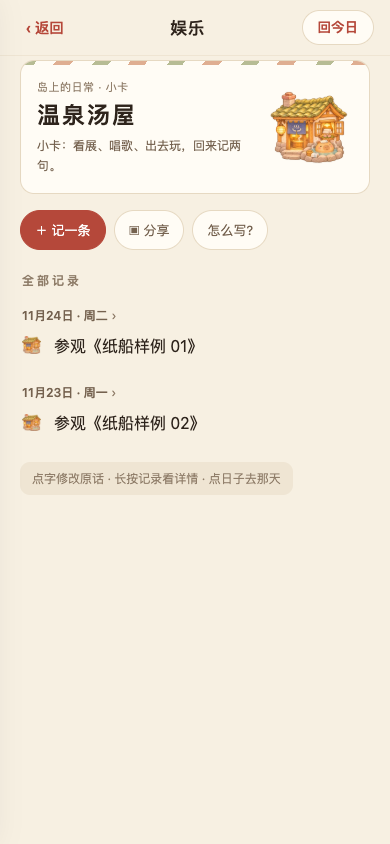 ‹ 返回
娱乐
回今日
岛上的日常 · 小卡
温泉汤屋
小卡：看展、唱歌、出去玩，回来记两
句。
＋ 记一条
▣ 分享
怎么写?
全部记录
11月24日 · 周二 ›
参观《纸船样例 01》
11月23日 · 周一 ›
参观《纸船样例 02》
点字修改原话 · 长按记录看详情 · 点日子去那天